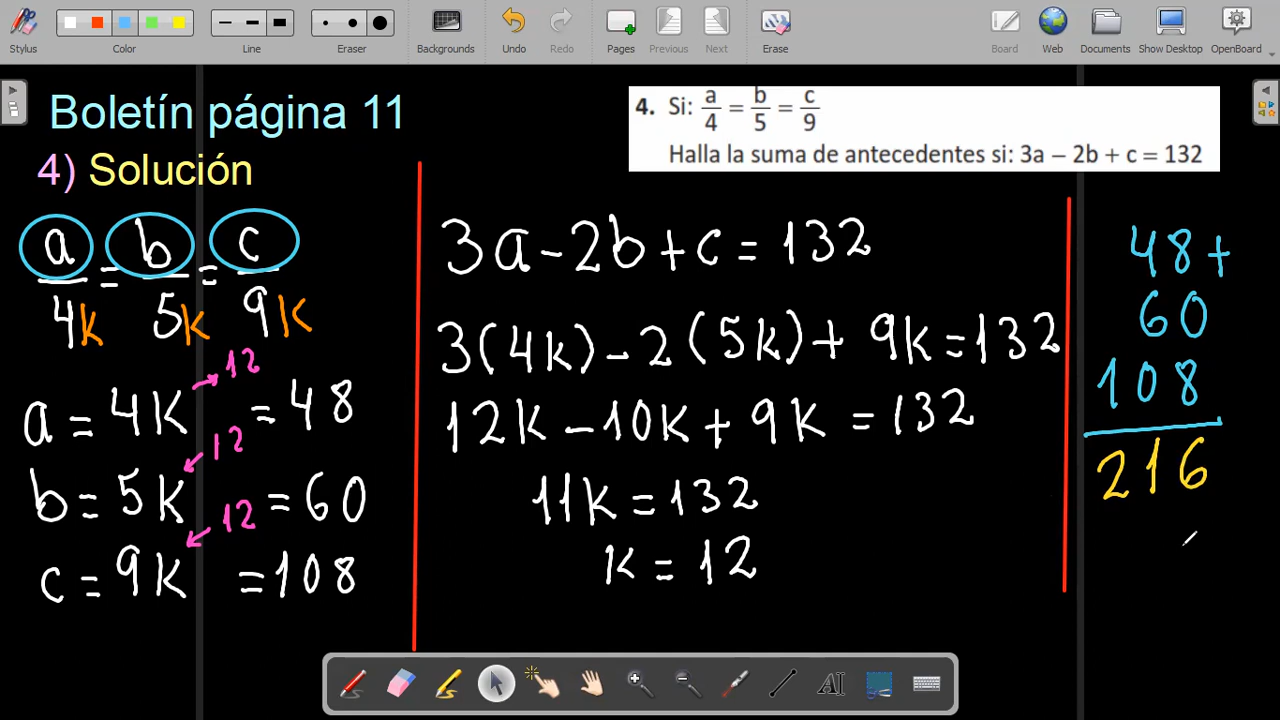 Stylus
Color
Line
Eraser
Backgrounds
Undo
Redo
Pages
Previous
Next
Erase
Board
Web
Documents
Show Desktop
OpenBoard
Boletín página 11
4) Solución
4. Si: a/4 = b/5 = c/9
Halla la suma de antecedentes si: 3a − 2b + c = 132
a/4k = b/5k = c/9k
a = 4k → 12 = 48
b = 5k ← 12 = 60
c = 9k ← 12 = 108
3a - 2b + c = 132
3(4k) - 2(5k) + 9k = 132
12k - 10k + 9k = 132
11k = 132
k = 12
48 +
60
108
216
AI